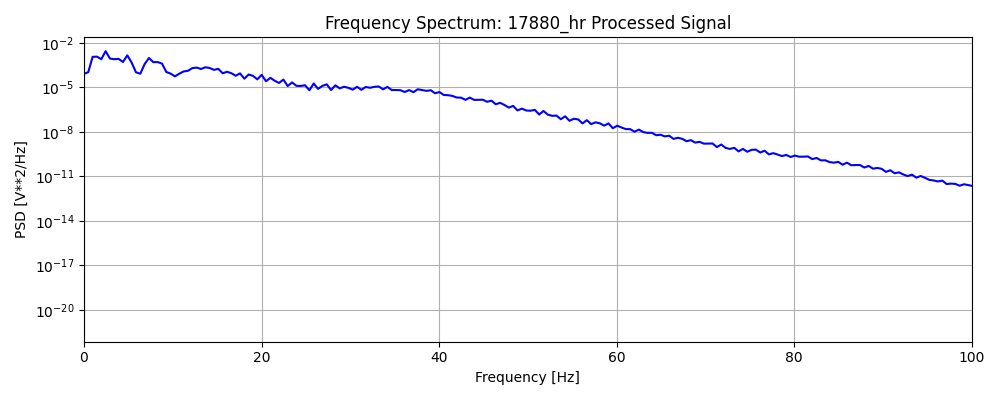 Frequency Spectrum: 17880_hr Processed Signal
PSD [V**2/Hz]
10⁻²
10⁻⁵
10⁻⁸
10⁻¹¹
10⁻¹⁴
10⁻¹⁷
10⁻²⁰
0 20 40 60 80 100
Frequency [Hz]